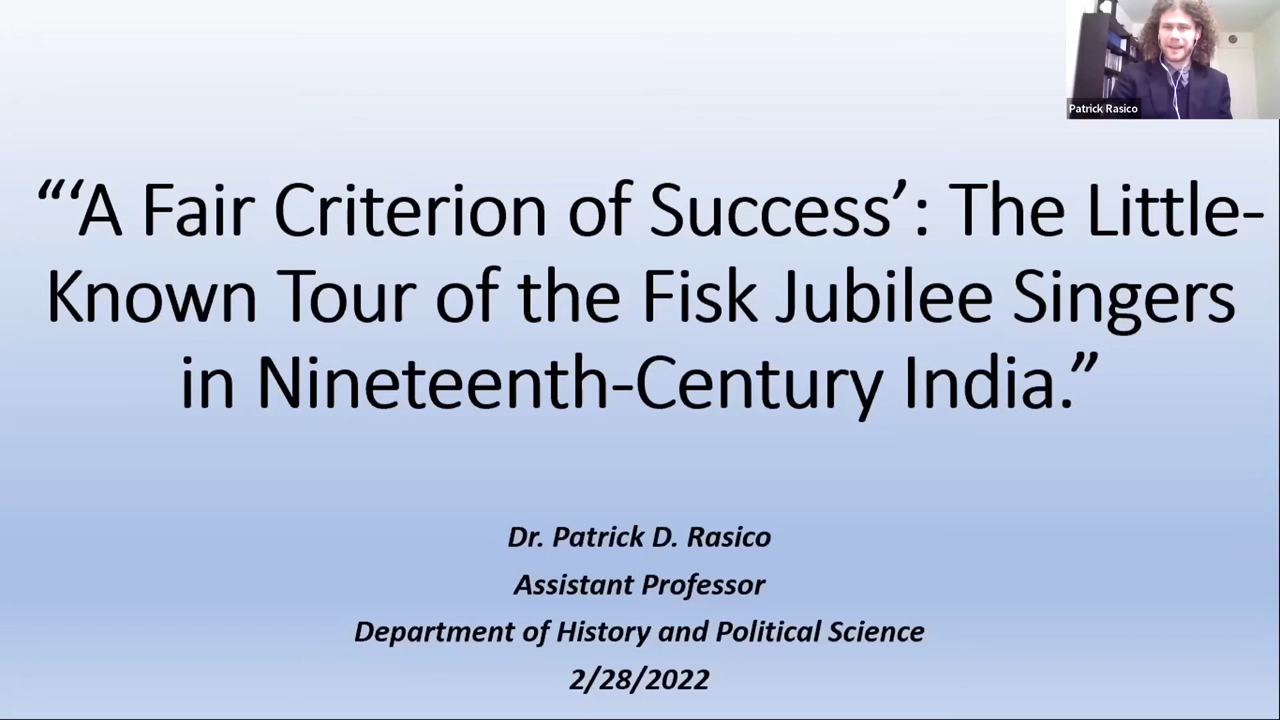 Patrick Rasico
“‘A Fair Criterion of Success’: The Little-
Known Tour of the Fisk Jubilee Singers
in Nineteenth-Century India.”
Dr. Patrick D. Rasico
Assistant Professor
Department of History and Political Science
2/28/2022